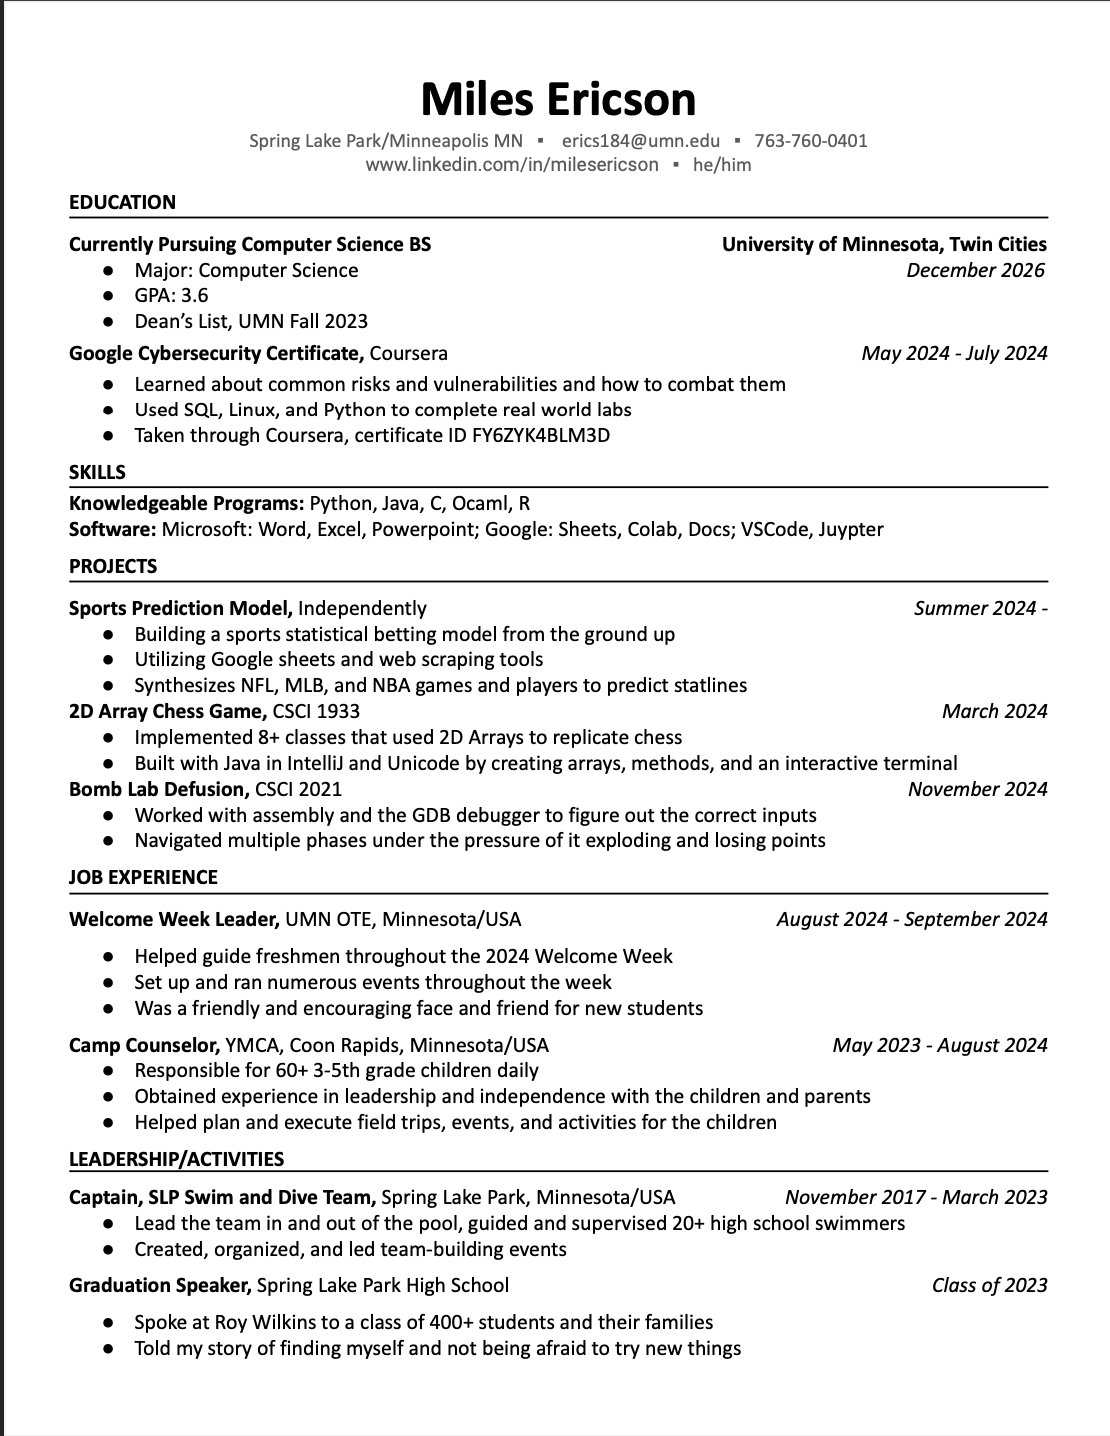 Miles Ericson
Spring Lake Park/Minneapolis MN ▪ erics184@umn.edu ▪ 763-760-0401
www.linkedin.com/in/milesericson ▪ he/him
EDUCATION
Currently Pursuing Computer Science BS University of Minnesota, Twin Cities
● Major: Computer Science December 2026
● GPA: 3.6
● Dean's List, UMN Fall 2023
Google Cybersecurity Certificate, Coursera May 2024 - July 2024
● Learned about common risks and vulnerabilities and how to combat them
● Used SQL, Linux, and Python to complete real world labs
● Taken through Coursera, certificate ID FY6ZYK4BLM3D
SKILLS
Knowledgeable Programs: Python, Java, C, Ocaml, R
Software: Microsoft: Word, Excel, Powerpoint; Google: Sheets, Colab, Docs; VSCode, Juypter
PROJECTS
Sports Prediction Model, Independently Summer 2024 -
● Building a sports statistical betting model from the ground up
● Utilizing Google sheets and web scraping tools
● Synthesizes NFL, MLB, and NBA games and players to predict statlines
2D Array Chess Game, CSCI 1933 March 2024
● Implemented 8+ classes that used 2D Arrays to replicate chess
● Built with Java in IntelliJ and Unicode by creating arrays, methods, and an interactive terminal
Bomb Lab Defusion, CSCI 2021 November 2024
● Worked with assembly and the GDB debugger to figure out the correct inputs
● Navigated multiple phases under the pressure of it exploding and losing points
JOB EXPERIENCE
Welcome Week Leader, UMN OTE, Minnesota/USA August 2024 - September 2024
● Helped guide freshmen throughout the 2024 Welcome Week
● Set up and ran numerous events throughout the week
● Was a friendly and encouraging face and friend for new students
Camp Counselor, YMCA, Coon Rapids, Minnesota/USA May 2023 - August 2024
● Responsible for 60+ 3-5th grade children daily
● Obtained experience in leadership and independence with the children and parents
● Helped plan and execute field trips, events, and activities for the children
LEADERSHIP/ACTIVITIES
Captain, SLP Swim and Dive Team, Spring Lake Park, Minnesota/USA November 2017 - March 2023
● Lead the team in and out of the pool, guided and supervised 20+ high school swimmers
● Created, organized, and led team-building events
Graduation Speaker, Spring Lake Park High School Class of 2023
● Spoke at Roy Wilkins to a class of 400+ students and their families
● Told my story of finding myself and not being afraid to try new things